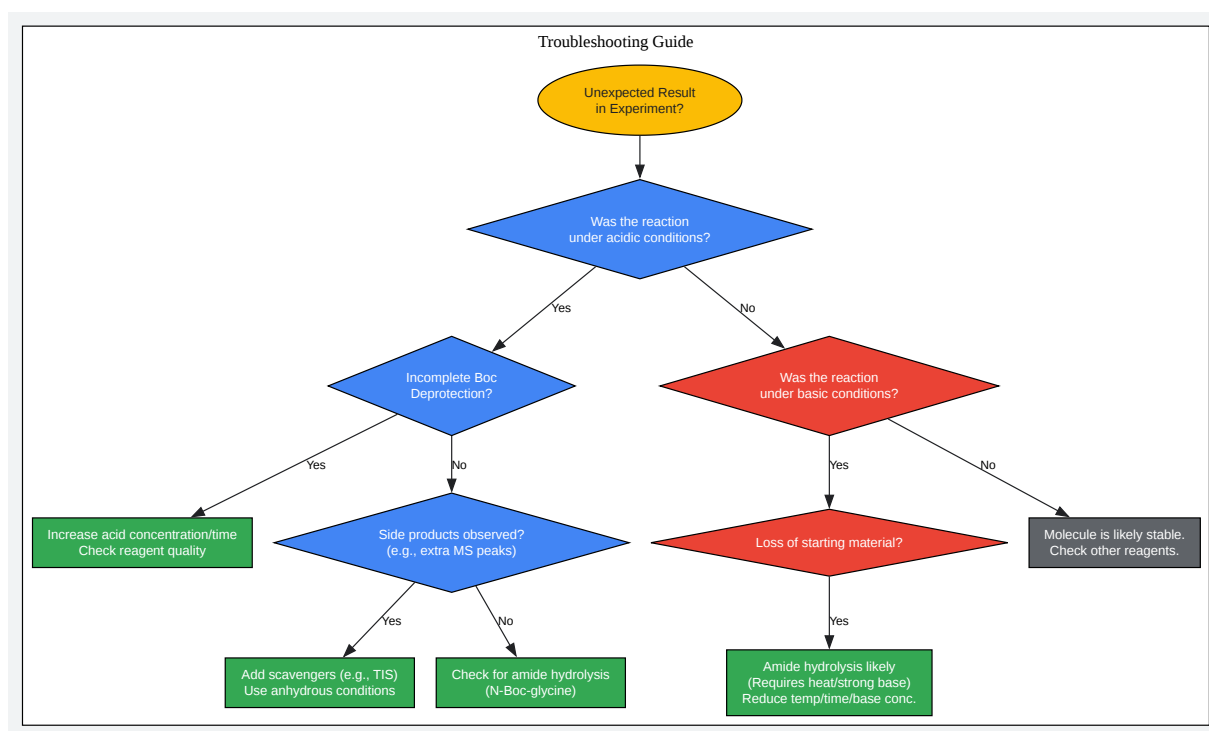 Troubleshooting Guide
Unexpected Result
in Experiment?
Was the reaction
under acidic conditions?
Yes
No
Incomplete Boc
Deprotection?
Was the reaction
under basic conditions?
Yes
No
Yes
No
Increase acid concentration/time
Check reagent quality
Side products observed?
(e.g., extra MS peaks)
Loss of starting material?
Molecule is likely stable.
Check other reagents.
Yes
No
Yes
Add scavengers (e.g., TIS)
Use anhydrous conditions
Check for amide hydrolysis
(N-Boc-glycine)
Amide hydrolysis likely
(Requires heat/strong base)
Reduce temp/time/base conc.